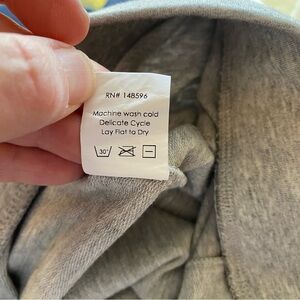 RN# 148596
Machine wash cold
Delicate Cycle
Lay Flat to Dry
30°